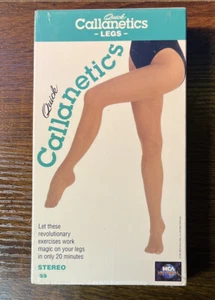 Quick
Callanetics
- LEGS -
Quick
Callanetics
Let these
revolutionary
exercises work
magic on your legs
in only 20 minutes
STEREO
MCA